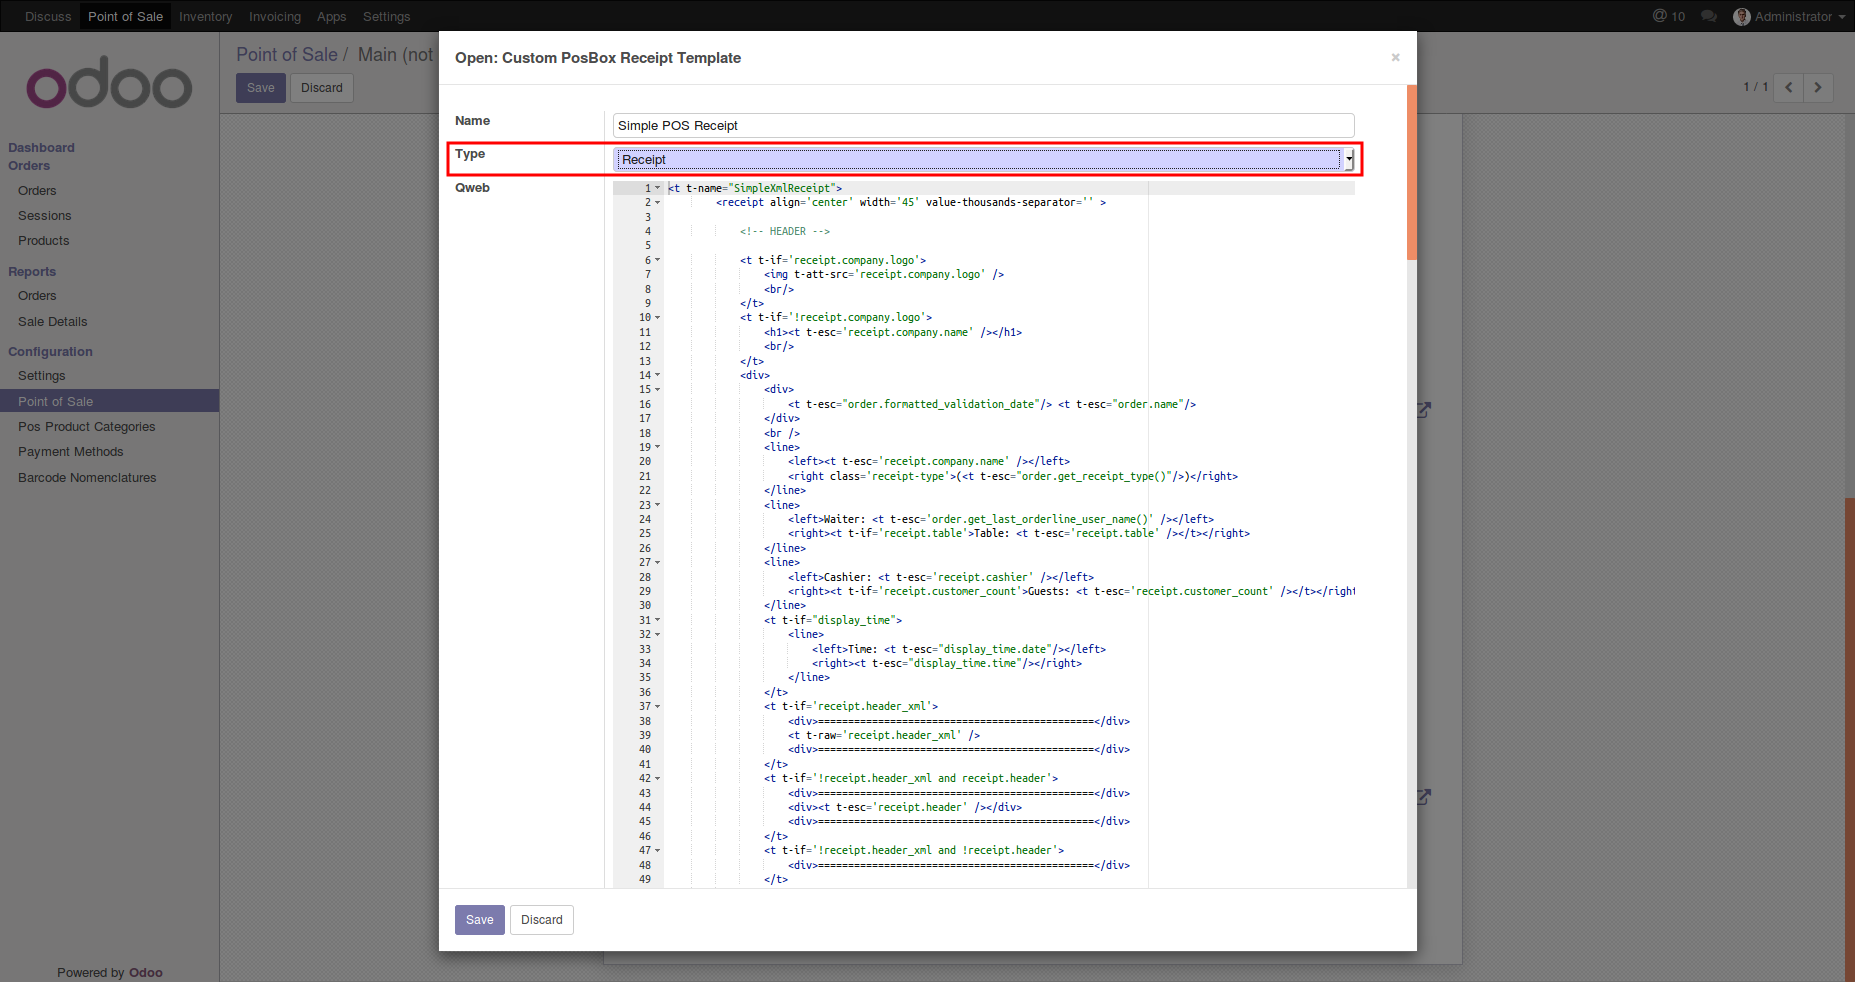 Discuss Point of Sale Inventory Invoicing Apps Settings @ 10 Administrator
odoo
Point of Sale / Main (not
Save Discard
1 / 1
Dashboard
Orders
Orders
Sessions
Products
Reports
Orders
Sale Details
Configuration
Settings
Point of Sale
Pos Product Categories
Payment Methods
Barcode Nomenclatures
Powered by Odoo
Open: Custom PosBox Receipt Template ×
Name Simple POS Receipt
Type Receipt
Qweb
1 <t t-name="SimpleXmlReceipt">
2 <receipt align='center' width='45' value-thousands-separator='' >
3
4 <!-- HEADER -->
5
6 <t t-if='receipt.company.logo'>
7 <img t-att-src='receipt.company.logo' />
8 <br/>
9 </t>
10 <t t-if='!receipt.company.logo'>
11 <h1><t t-esc='receipt.company.name' /></h1>
12 <br/>
13 </t>
14 <div>
15 <div>
16 <t t-esc="order.formatted_validation_date"/> <t t-esc="order.name"/>
17 </div>
18 <br />
19 <line>
20 <left><t t-esc='receipt.company.name' /></left>
21 <right class='receipt-type'>(<t t-esc="order.get_receipt_type()"/>)</right>
22 </line>
23 <line>
24 <left>Waiter: <t t-esc='order.get_last_orderline_user_name()' /></left>
25 <right><t t-if='receipt.table'>Table: <t t-esc='receipt.table' /></t></right>
26 </line>
27 <line>
28 <left>Cashier: <t t-esc='receipt.cashier' /></left>
29 <right><t t-if='receipt.customer_count'>Guests: <t t-esc='receipt.customer_count' /></t></right
30 </line>
31 <t t-if="display_time">
32 <line>
33 <left>Time: <t t-esc="display_time.date"/></left>
34 <right><t t-esc="display_time.time"/></right>
35 </line>
36 </t>
37 <t t-if='receipt.header_xml'>
38 <div>==============================================</div>
39 <t t-raw='receipt.header_xml' />
40 <div>==============================================</div>
41 </t>
42 <t t-if='!receipt.header_xml and receipt.header'>
43 <div>==============================================</div>
44 <div><t t-esc='receipt.header' /></div>
45 <div>==============================================</div>
46 </t>
47 <t t-if='!receipt.header_xml and !receipt.header'>
48 <div>==============================================</div>
49 </t>
Save Discard